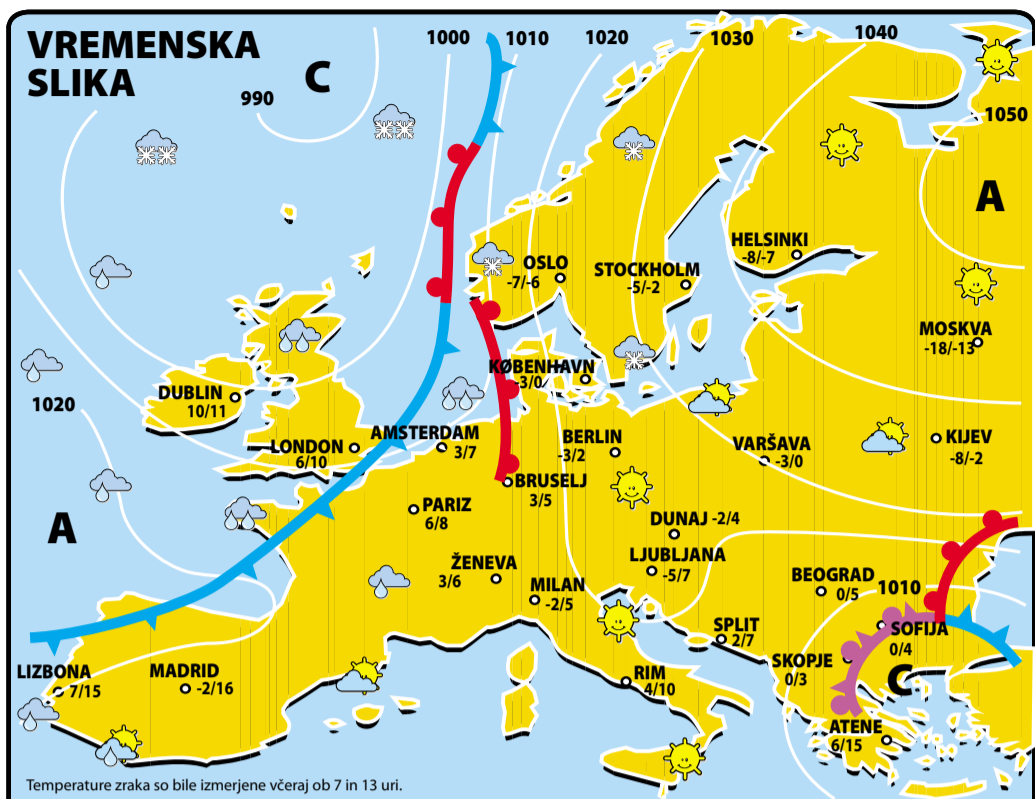 VREMENSKA
SLIKA
C
990
1000
1010
1020
1030
1040
1050
A
HELSINKI
-8/-7
OSLO
-7/-6
STOCKHOLM
-5/-2
MOSKVA
-18/-13
KØBENHAVN
-3/0
DUBLIN
10/11
1020
LONDON
6/10
AMSTERDAM
3/7
BERLIN
-3/2
VARŠAVA
-3/0
KIJEV
-8/-2
BRUSELJ
3/5
A
PARIZ
6/8
DUNAJ -2/4
LJUBLJANA
-5/7
ŽENEVA
3/6
MILAN
-2/5
BEOGRAD
0/5
1010
SOFIJA
0/4
SPLIT
2/7
SKOPJE
0/3
C
LIZBONA
7/15
MADRID
-2/16
RIM
4/10
ATENE
6/15
Temperature zraka so bile izmerjene včeraj ob 7 in 13 uri.